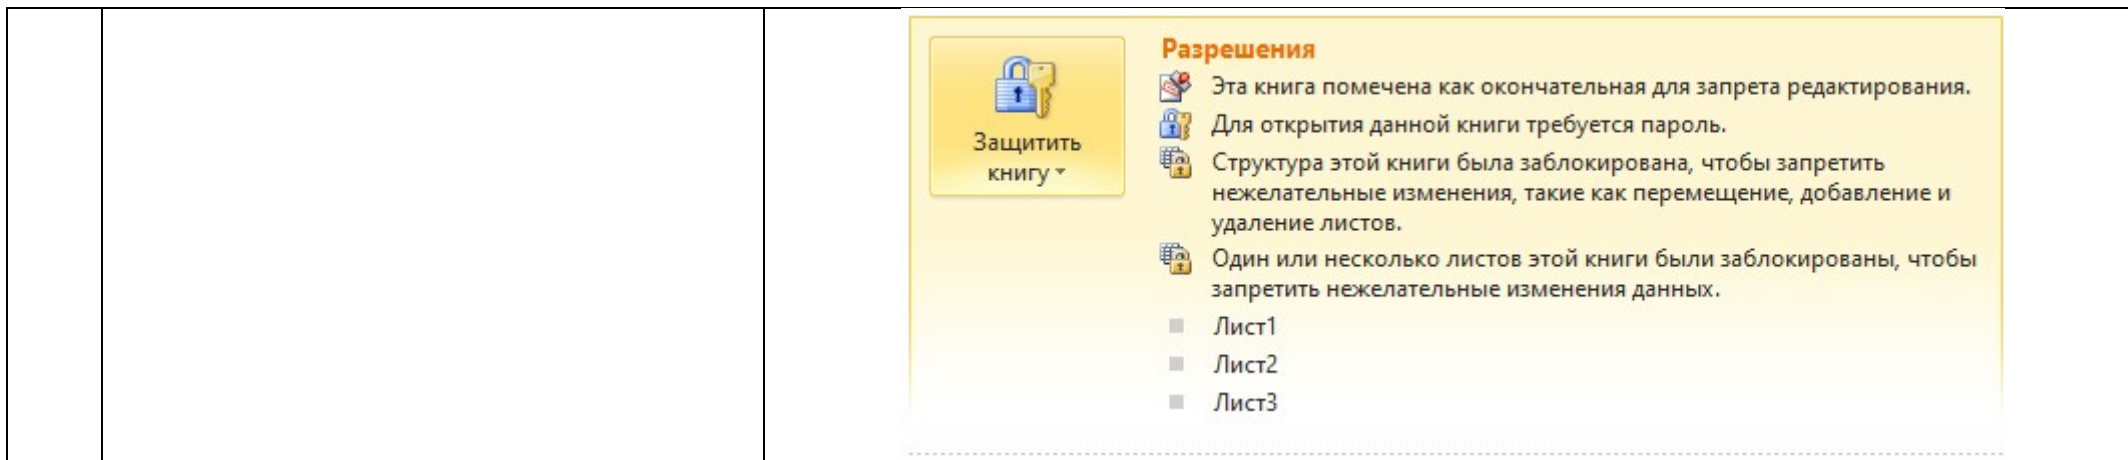 Защитить
книгу
Разрешения
Эта книга помечена как окончательная для запрета редактирования.
Для открытия данной книги требуется пароль.
Структура этой книги была заблокирована, чтобы запретить
нежелательные изменения, такие как перемещение, добавление и
удаление листов.
Один или несколько листов этой книги были заблокированы, чтобы
запретить нежелательные изменения данных.
Лист1
Лист2
Лист3